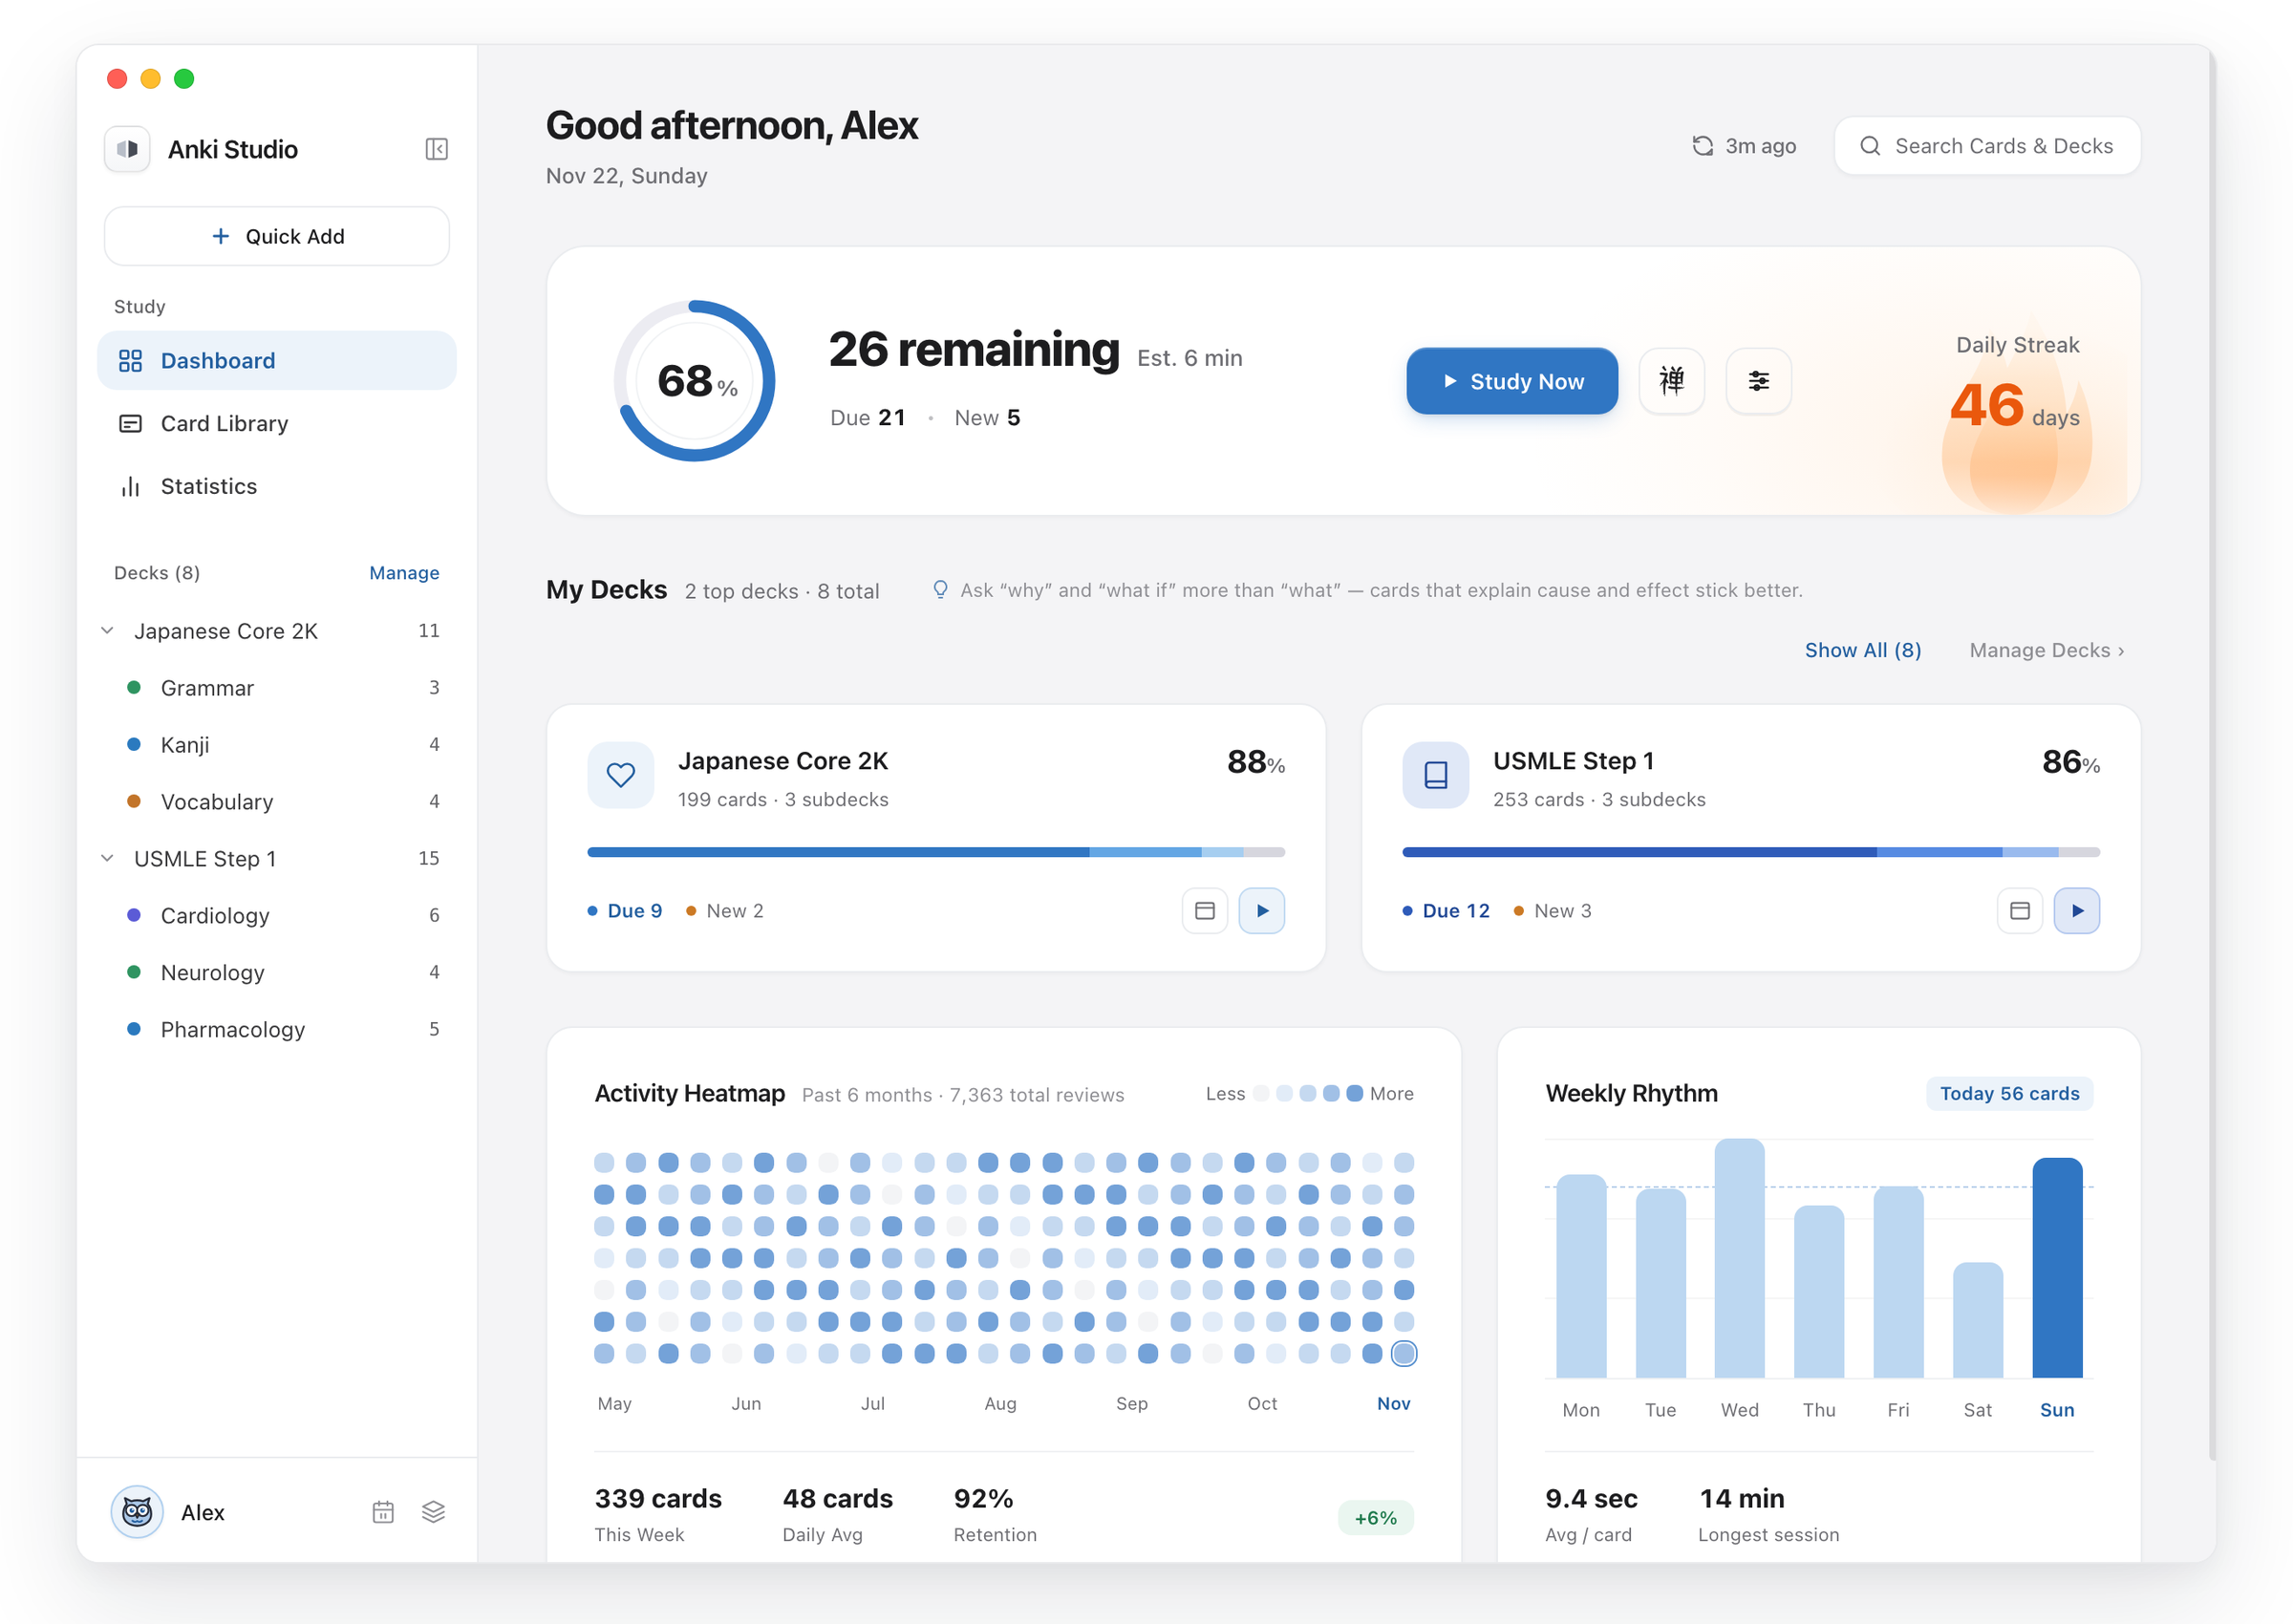 Anki Studio
Quick Add
Study
Dashboard
Card Library
Statistics
Decks (8) Manage
Japanese Core 2K 11
Grammar 3
Kanji 4
Vocabulary 4
USMLE Step 1 15
Cardiology 6
Neurology 4
Pharmacology 5
Alex
Good afternoon, Alex
Nov 22, Sunday
3m ago
Search Cards & Decks
68%
26 remaining Est. 6 min
Due 21 · New 5
Study Now
禅
Daily Streak
46 days
My Decks 2 top decks · 8 total
Ask “why” and “what if” more than “what” — cards that explain cause and effect stick better.
Show All (8) Manage Decks ›
Japanese Core 2K 88%
199 cards · 3 subdecks
Due 9 New 2
USMLE Step 1 86%
253 cards · 3 subdecks
Due 12 New 3
Activity Heatmap Past 6 months · 7,363 total reviews
Less More
May Jun Jul Aug Sep Oct Nov
339 cards 48 cards 92%
This Week Daily Avg Retention
+6%
Weekly Rhythm
Today 56 cards
Mon Tue Wed Thu Fri Sat Sun
9.4 sec 14 min
Avg / card Longest session